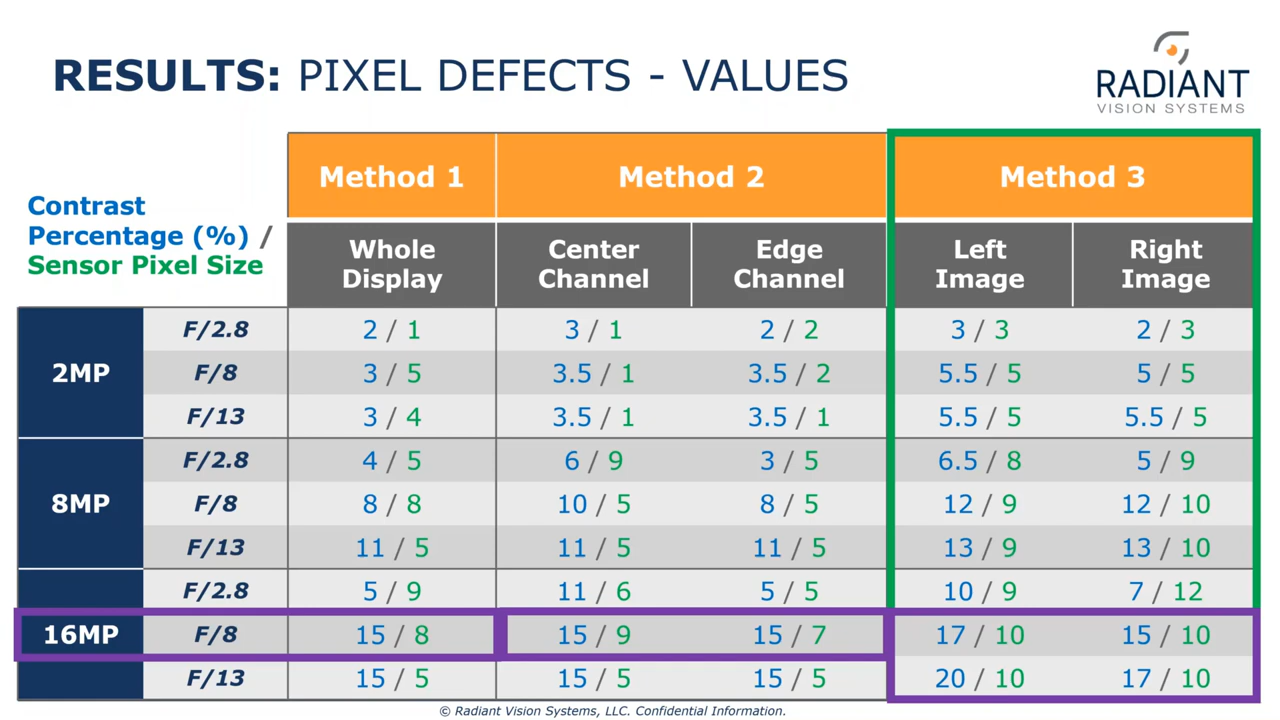 RESULTS: PIXEL DEFECTS - VALUES
RADIANT
VISION SYSTEMS
Contrast
Percentage (%) /
Sensor Pixel Size
Method 1 Method 2 Method 3
Whole Display Center Channel Edge Channel Left Image Right Image
2MP
F/2.8 2 / 1 3 / 1 2 / 2 3 / 3 2 / 3
F/8 3 / 5 3.5 / 1 3.5 / 2 5.5 / 5 5 / 5
F/13 3 / 4 3.5 / 1 3.5 / 1 5.5 / 5 5.5 / 5
8MP
F/2.8 4 / 5 6 / 9 3 / 5 6.5 / 8 5 / 9
F/8 8 / 8 10 / 5 8 / 5 12 / 9 12 / 10
F/13 11 / 5 11 / 5 11 / 5 13 / 9 13 / 10
16MP
F/2.8 5 / 9 11 / 6 5 / 5 10 / 9 7 / 12
F/8 15 / 8 15 / 9 15 / 7 17 / 10 15 / 10
F/13 15 / 5 15 / 5 15 / 5 20 / 10 17 / 10
© Radiant Vision Systems, LLC. Confidential Information.